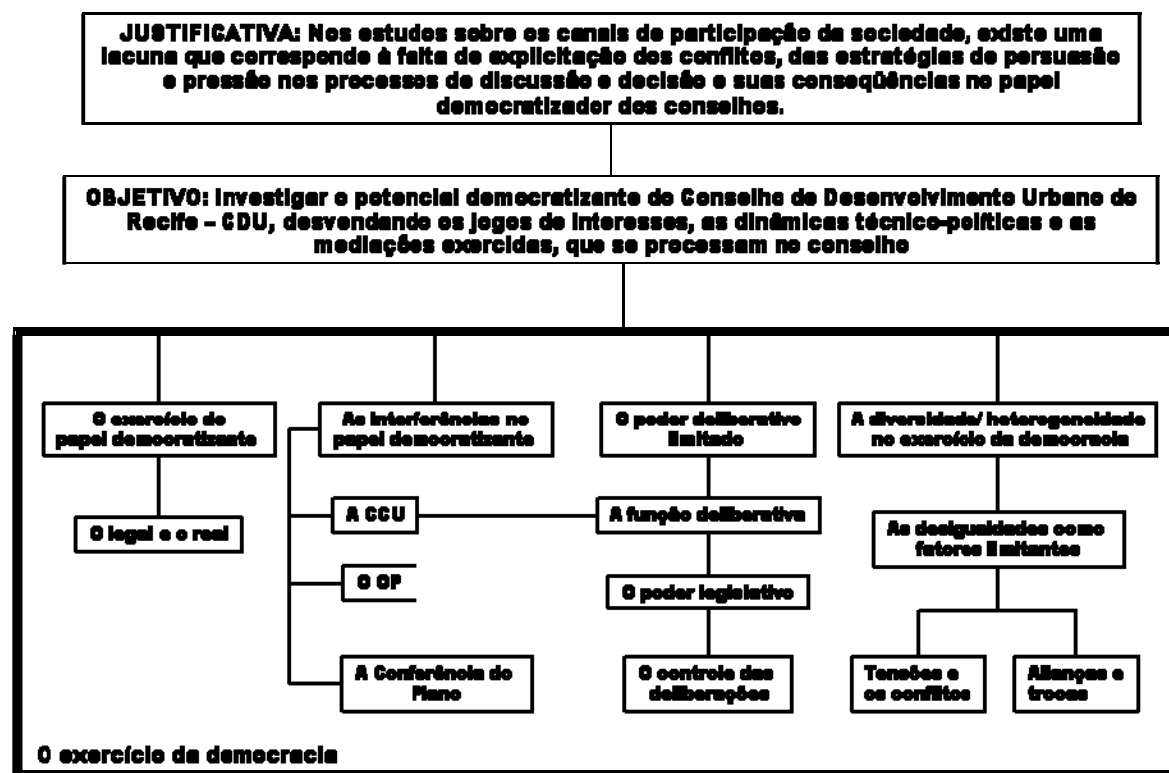 JUSTIFICATIVA: Nos estudos sobre os canais de participação da sociedade, existe uma
lacuna que corresponde à falta de explicitação dos conflitos, das estratégias de persuasão
e pressão nos processos de discussão e decisão e suas conseqüências no papel
democratizador dos conselhos.
OBJETIVO: Investigar o potencial democratizante do Conselho de Desenvolvimento Urbano do
Recife – CDU, desvendando os jogos de interesses, as dinâmicas técnico-políticas e as
mediações exercidas, que se processam no conselho
O exercício do
papel democratizante
As interferências no
papel democratizante
O poder deliberativo
limitado
A diversidade/ heterogeneidade
no exercício da democracia
O legal e o real
A CCU
A função deliberativa
As desigualdades como
fatores limitantes
O OP
O poder legislativo
A Conferência do
Plano
O controle das
deliberações
Tensões e
os conflitos
Alianças e
trocas
O exercício da democracia